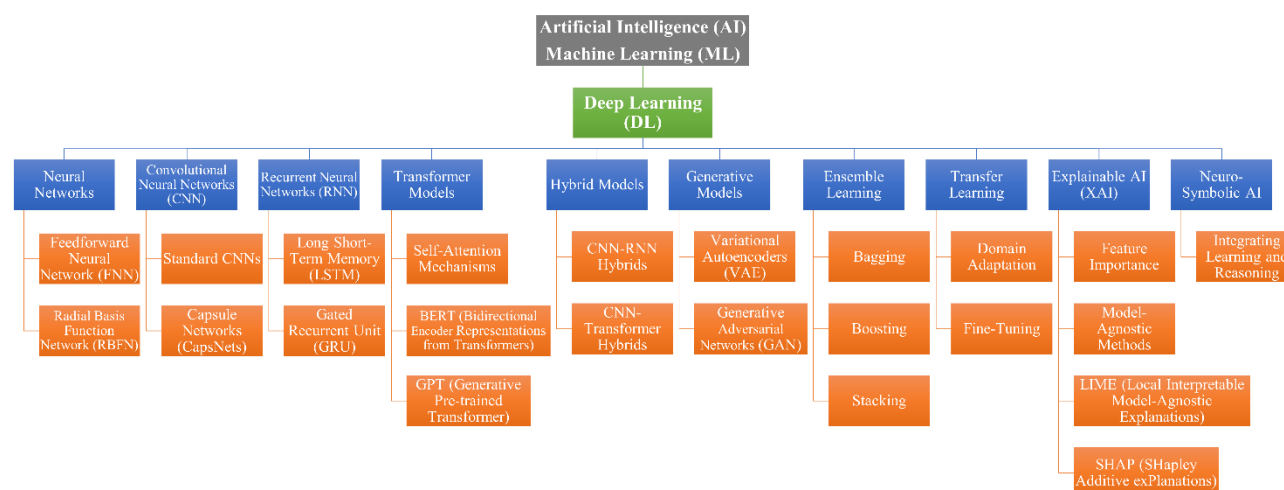 Artificial Intelligence (AI)
Machine Learning (ML)
Deep Learning
(DL)
Neural
Networks
Convolutional
Neural Networks
(CNN)
Recurrent Neural
Networks (RNN)
Transformer
Models
Hybrid Models
Generative
Models
Ensemble
Learning
Transfer
Learning
Explainable AI
(XAI)
Neuro-
Symbolic AI
Feedforward
Neural
Network (FNN)
Standard CNNs
Long Short-
Term Memory
(LSTM)
Self-Attention
Mechanisms
CNN-RNN
Hybrids
Variational
Autoencoders
(VAE)
Bagging
Domain
Adaptation
Feature
Importance
Integrating
Learning and
Reasoning
Radial Basis
Function
Network (RBFN)
Capsule
Networks
(CapsNets)
Gated
Recurrent Unit
(GRU)
BERT (Bidirectional
Encoder Representations
from Transformers)
CNN-
Transformer
Hybrids
Generative
Adversarial
Networks (GAN)
Boosting
Fine-Tuning
Model-
Agnostic
Methods
GPT (Generative
Pre-trained
Transformer)
Stacking
LIME (Local Interpretable
Model-Agnostic
Explanations)
SHAP (SHapley
Additive exPlanations)